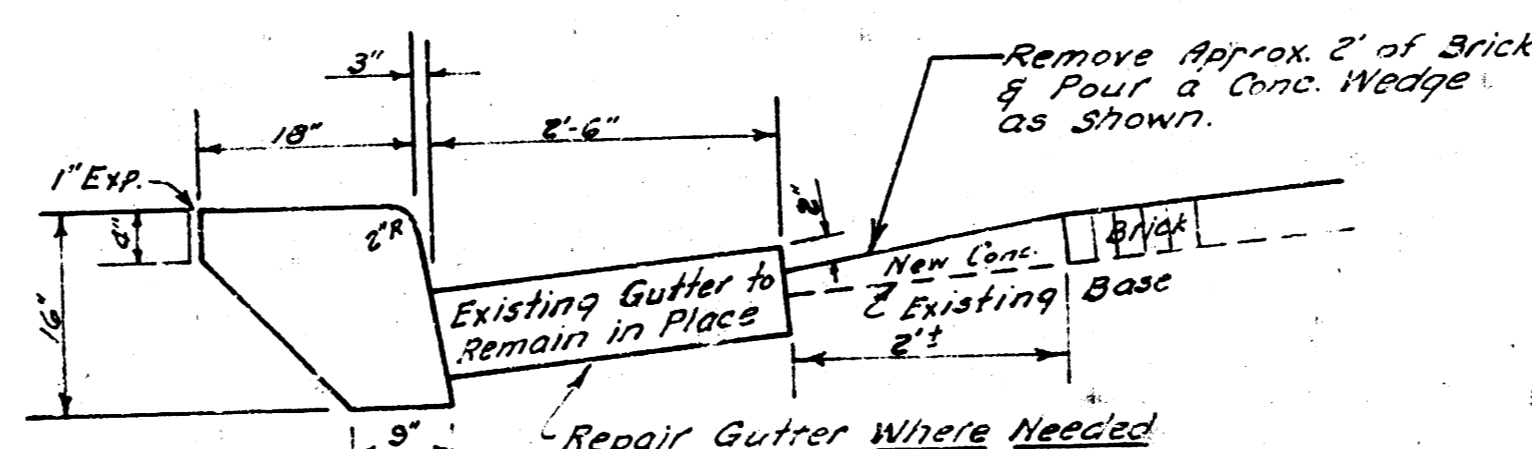 Remove Approx. 2' of Brick
& Pour a Conc. Wedge
as Shown.
3"
18"
2'-6"
1" Exp.
4"
2"R
2"
16"
New Conc.
Brick
Existing Gutter to
Remain in Place
Existing Base
2'±
9"
Repair Gutter Where Needed